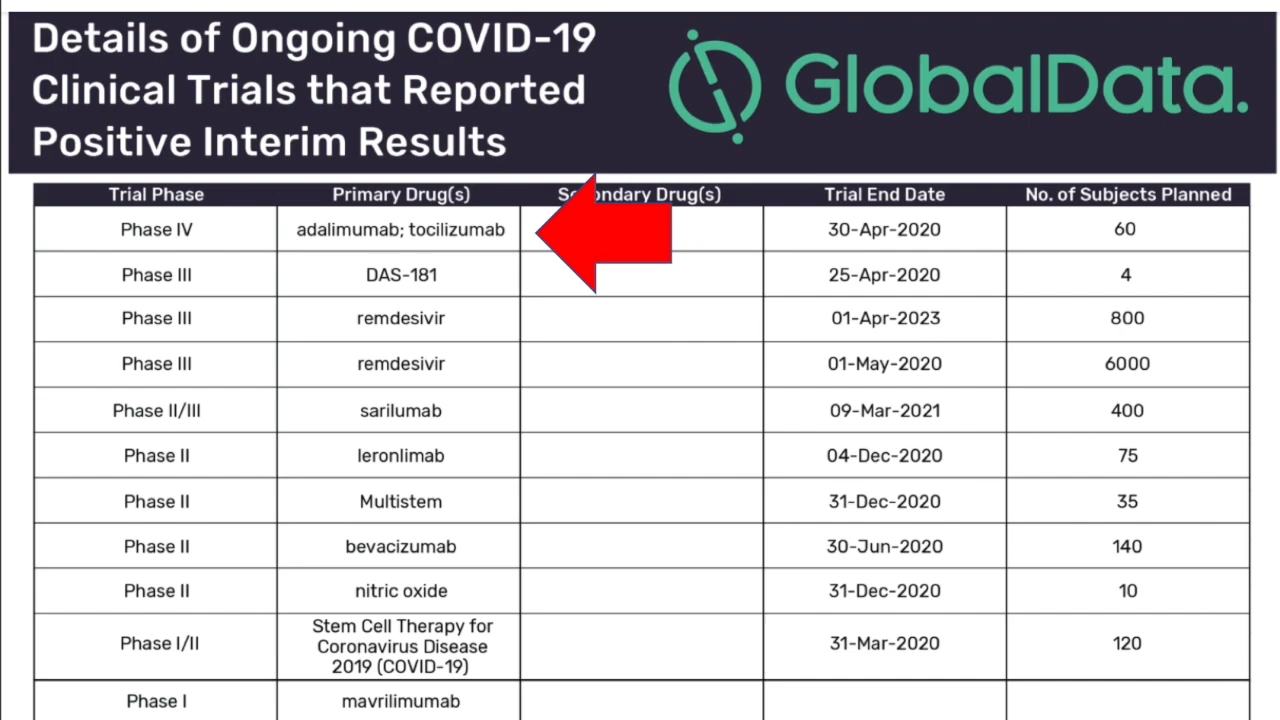 Details of Ongoing COVID-19
Clinical Trials that Reported
Positive Interim Results
GlobalData.
Trial Phase Primary Drug(s) Secondary Drug(s) Trial End Date No. of Subjects Planned
Phase IV adalimumab; tocilizumab 30-Apr-2020 60
Phase III DAS-181 25-Apr-2020 4
Phase III remdesivir 01-Apr-2023 800
Phase III remdesivir 01-May-2020 6000
Phase II/III sarilumab 09-Mar-2021 400
Phase II leronlimab 04-Dec-2020 75
Phase II Multistem 31-Dec-2020 35
Phase II bevacizumab 30-Jun-2020 140
Phase II nitric oxide 31-Dec-2020 10
Phase I/II Stem Cell Therapy for
Coronavirus Disease
2019 (COVID-19) 31-Mar-2020 120
Phase I mavrilimumab